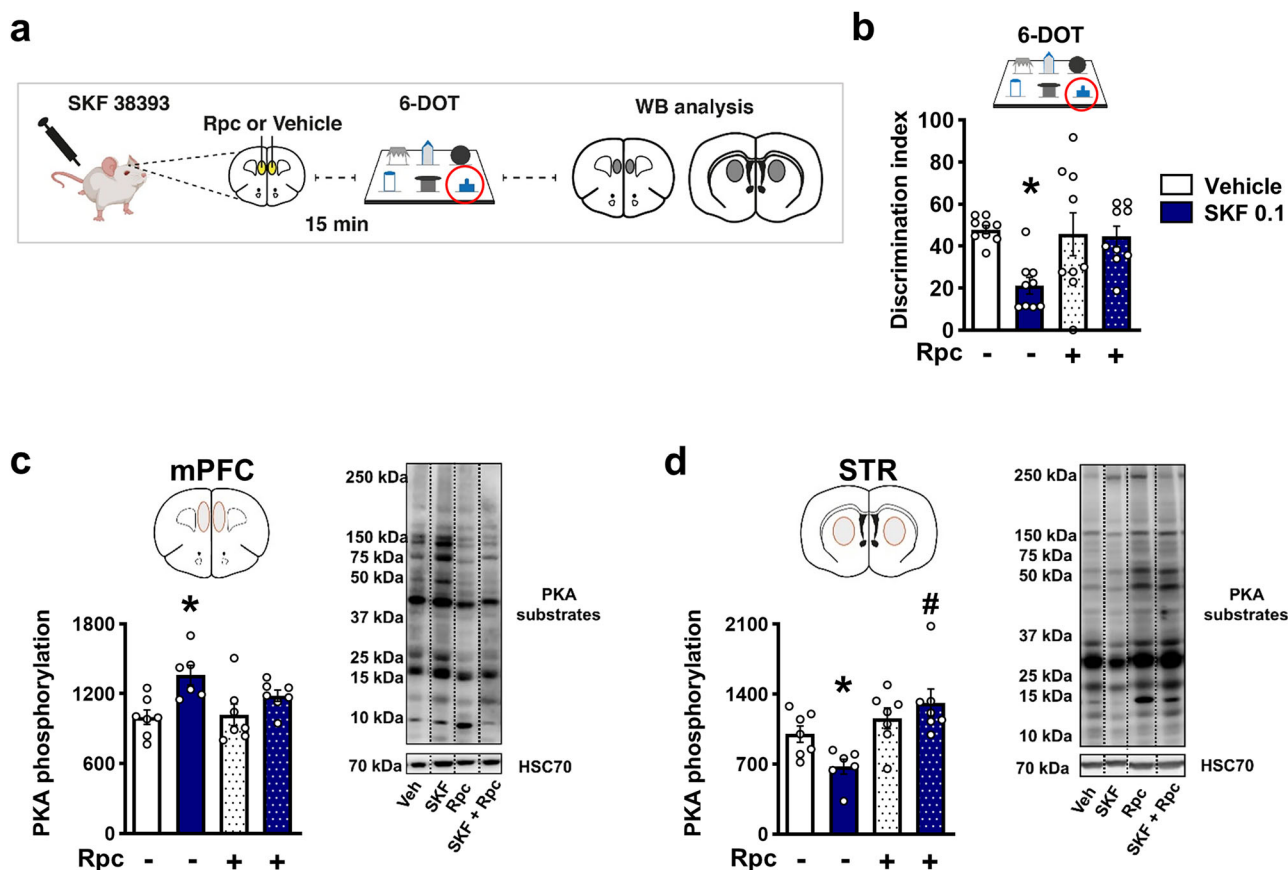 a
SKF 38393
Rpc or Vehicle
15 min
6-DOT
WB analysis
b
6-DOT
Discrimination index
100
80
60
40
20
0
*
Rpc - - + +
Vehicle
SKF 0.1
c
mPFC
PKA phosphorylation
1800
1200
600
0
*
Rpc - - + +
250 kDa
150 kDa
75 kDa
50 kDa
37 kDa
25 kDa
15 kDa
10 kDa
70 kDa
PKA
substrates
HSC70
Veh
SKF
Rpc
SKF + Rpc
d
STR
PKA phosphorylation
2100
1400
700
0
*
#
Rpc - - + +
250 kDa
150 kDa
75 kDa
50 kDa
37 kDa
25 kDa
15 kDa
10 kDa
70 kDa
PKA
substrates
HSC70
Veh
SKF
Rpc
SKF + Rpc